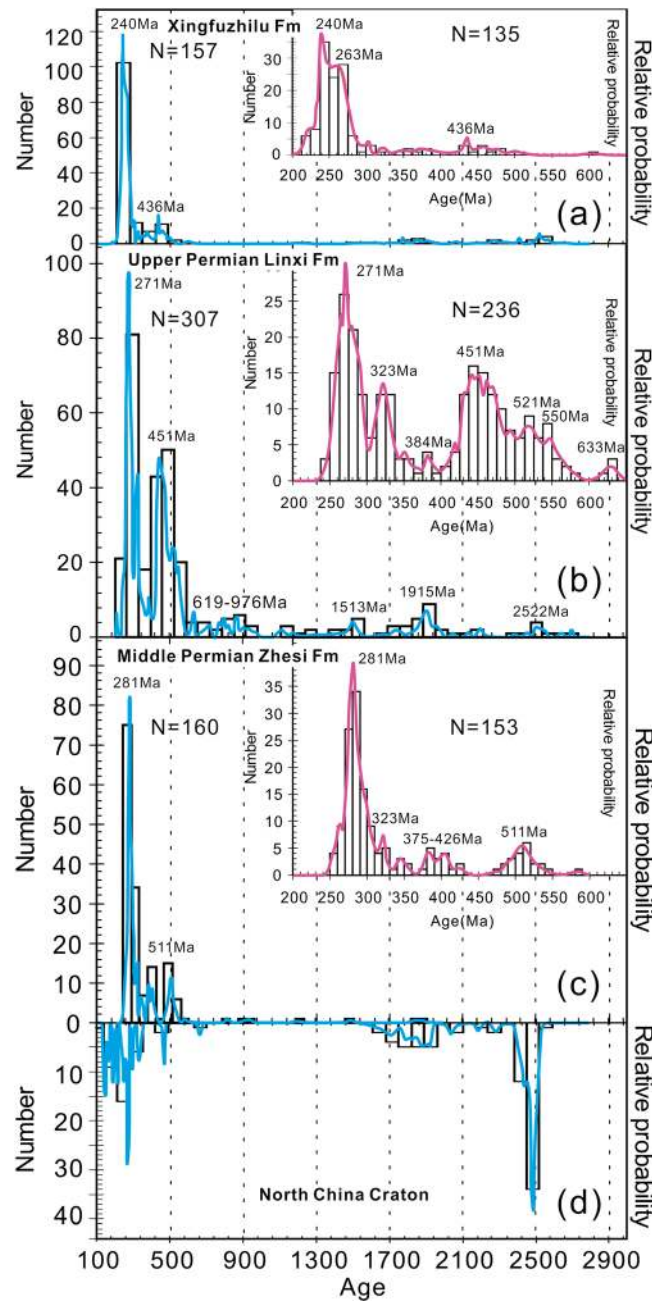 Xingfuzhilu Fm
240Ma
N=157
120
100
80
60
40
20
0
Number
436Ma
240Ma
263Ma
N=135
436Ma
35
30
20
10
0
Number
200 250 300 350 400 450 500 550 600
Age(Ma)
Relative probability
Relative probability
(a)
Upper Permian Linxi Fm
271Ma
N=307
100
80
60
40
20
0
Number
451Ma
619-976Ma
1513Ma
1915Ma
2522Ma
271Ma
N=236
323Ma
384Ma
451Ma
521Ma
550Ma
633Ma
25
20
15
10
5
0
Number
200 250 300 350 400 450 500 550 600
Age(Ma)
Relative probability
Relative probability
(b)
Middle Permian Zhesi Fm
281Ma
N=160
90
80
70
60
50
40
30
20
10
0
Number
511Ma
281Ma
N=153
323Ma
375-426Ma
511Ma
35
30
25
20
15
10
5
0
Number
200 300 350 400 450 500 550 600
Age(Ma)
Relative probability
Relative probability
(c)
10
20
30
40
Number
North China Craton
Relative probability
(d)
100 500 900 1300 1700 2100 2500 2900
Age